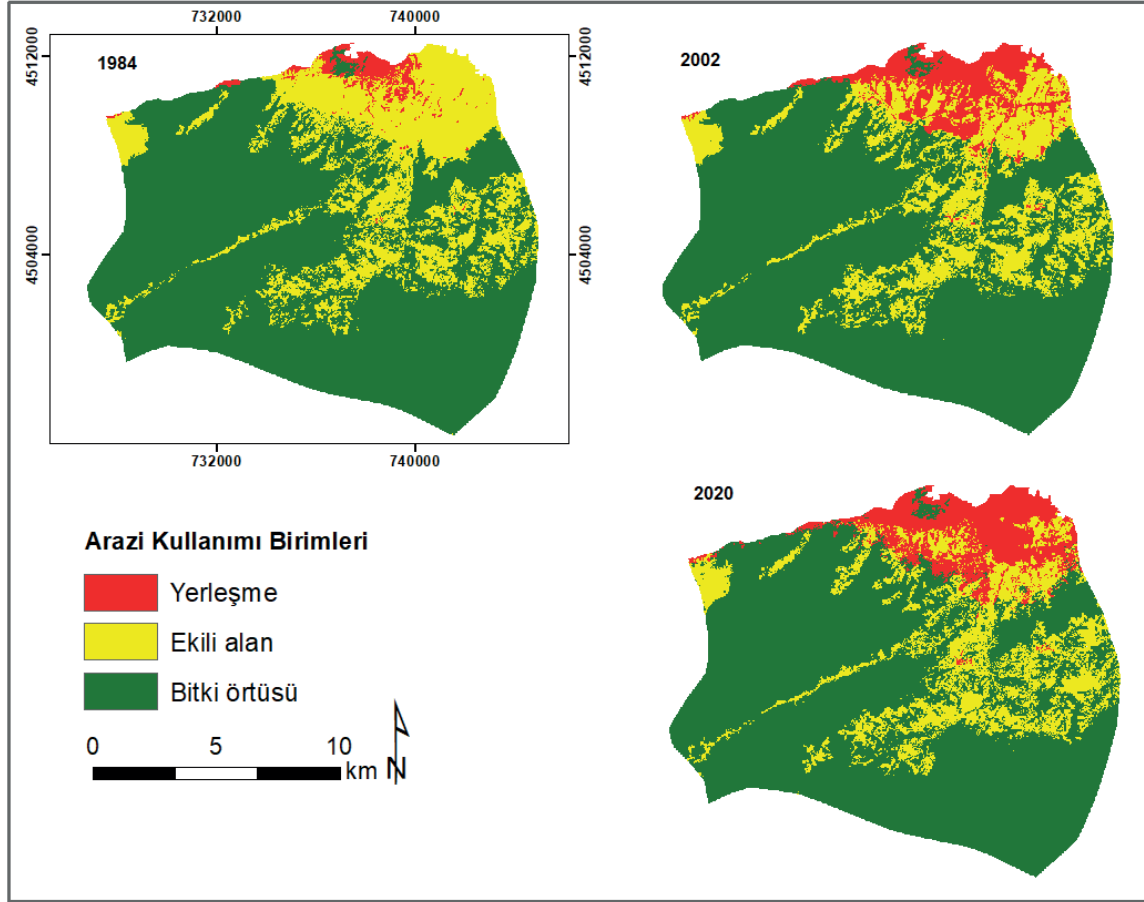 732000 740000
4512000
1984
4504000
732000 740000
4512000
2002
4504000
2020
Arazi Kullanımı Birimleri
Yerleşme
Ekili alan
Bitki örtüsü
0 5 10
km
N